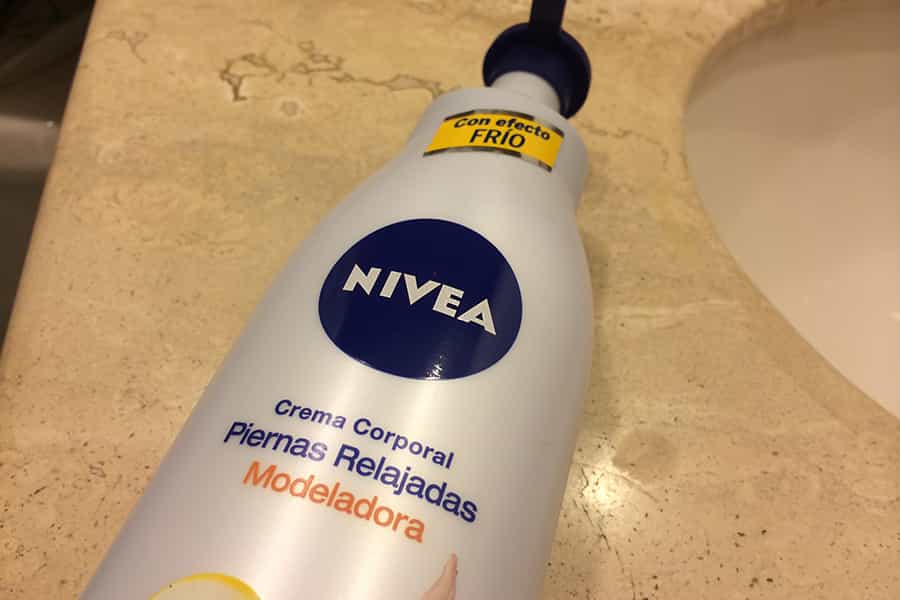 Con efecto
FRÍO
NIVEA
Crema Corporal
Piernas Relajadas
Modeladora